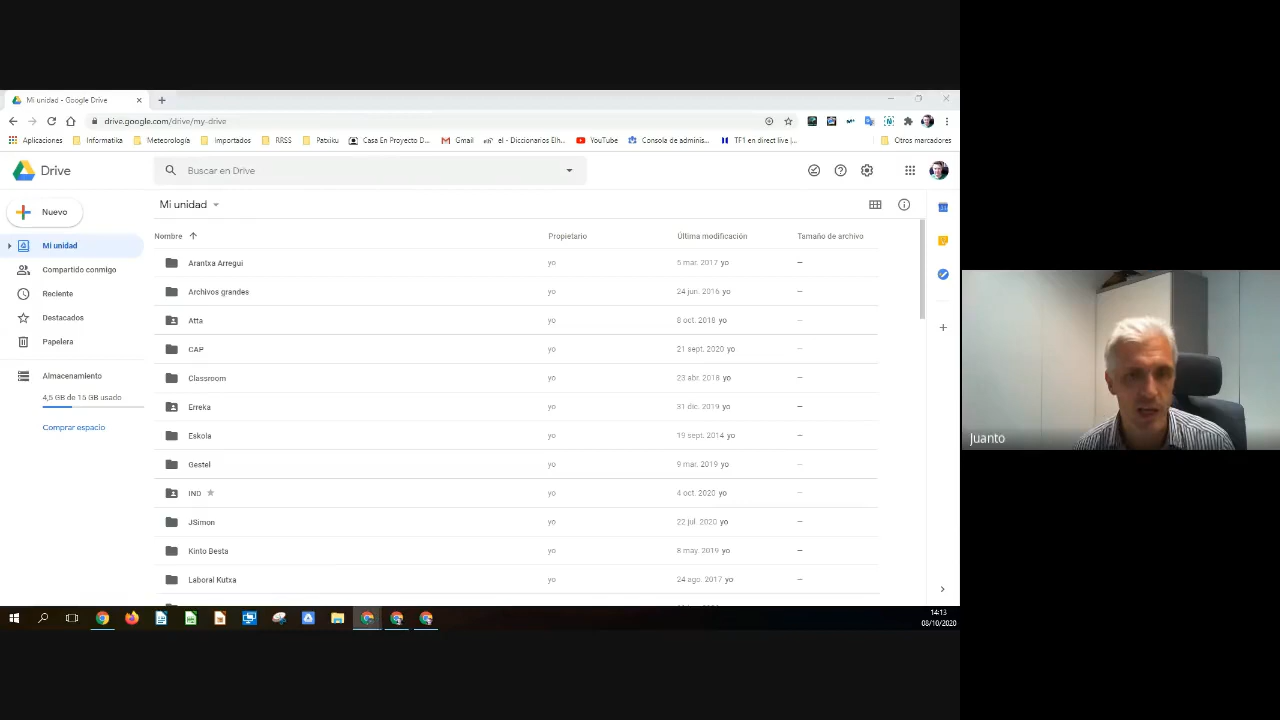 Mi unidad - Google Drive
drive.google.com/drive/my-drive
Aplicaciones Informatika Meteorología Importados RRSS Patxiku Casa En Proyecto D... Gmail el - Diccionarios Elh... YouTube Consola de adminis... TF1 en direct live |... Otros marcadores
Drive Buscar en Drive
Nuevo
Mi unidad
Compartido conmigo
Reciente
Destacados
Papelera
Almacenamiento
4,5 GB de 15 GB usado
Comprar espacio
Mi unidad
Nombre Propietario Última modificación Tamaño de archivo
Arantxa Arregui yo 5 mar. 2017 yo —
Archivos grandes yo 24 jun. 2016 yo —
Atta yo 8 oct. 2018 yo —
CAP yo 21 sept. 2020 yo —
Classroom yo 23 abr. 2018 yo —
Erreka yo 31 dic. 2019 yo —
Eskola yo 19 sept. 2014 yo —
Gestel yo 9 mar. 2019 yo —
IND yo 4 oct. 2020 yo —
JSimon yo 22 jul. 2020 yo —
Kinto Besta yo 8 may. 2019 yo —
Laboral Kutxa yo 24 ago. 2017 yo —
14:13
08/10/2020
Juanto